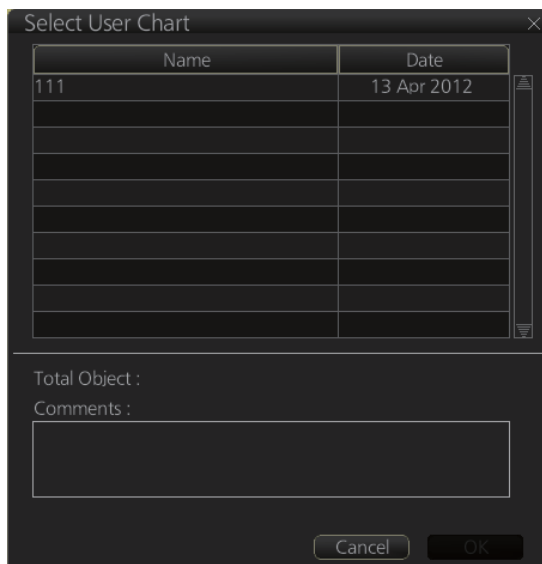 Select User Chart
Name Date
111 13 Apr 2012
Total Object :
Comments :
Cancel OK